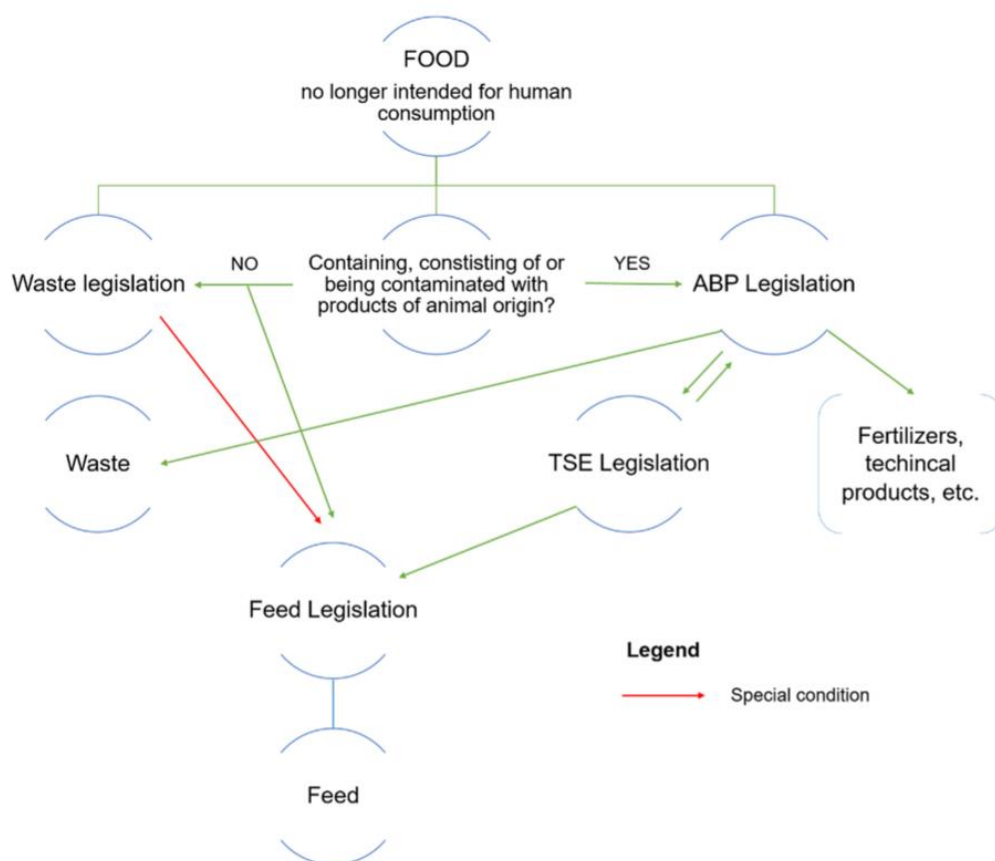 FOOD
no longer intended for human
consumption
NO
YES
Waste legislation
Containing, constisting of or
being contaminated with
products of animal origin?
ABP Legislation
Waste
TSE Legislation
Fertilizers,
techincal
products, etc.
Feed Legislation
Legend
Special condition
Feed